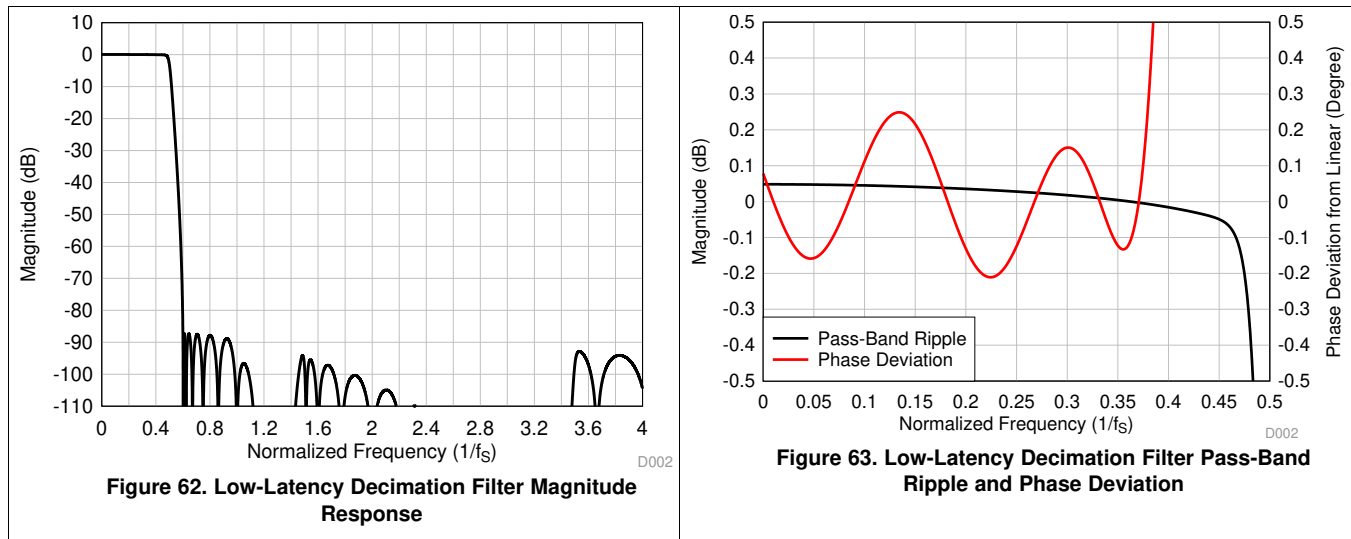 10
0
-10
-20
-30
-40
-50
-60
-70
-80
-90
-100
-110
Magnitude (dB)
0 0.4 0.8 1.2 1.6 2 2.4 2.8 3.2 3.6 4
Normalized Frequency (1/fS)
D002
Figure 62. Low-Latency Decimation Filter Magnitude
Response
0.5
0.4
0.3
0.2
0.1
0
-0.1
-0.2
-0.3
-0.4
-0.5
Magnitude (dB)
Pass-Band Ripple
Phase Deviation
0.5
0.4
0.3
0.2
0.1
0
-0.1
-0.2
-0.3
-0.4
-0.5
Phase Deviation from Linear (Degree)
0 0.05 0.1 0.15 0.2 0.25 0.3 0.35 0.4 0.45 0.5
Normalized Frequency (1/fS)
D002
Figure 63. Low-Latency Decimation Filter Pass-Band
Ripple and Phase Deviation